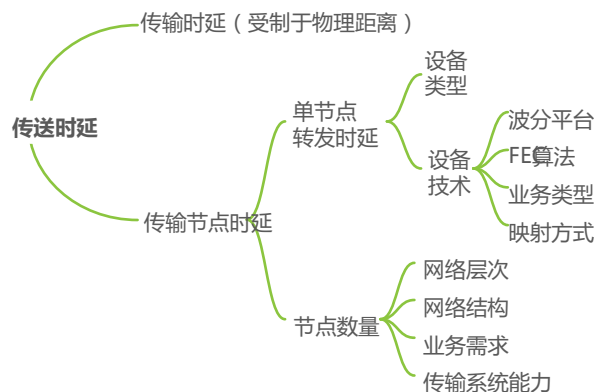 传输时延（受制于物理距离）
传送时延
传输节点时延
单节点
转发时延
设备
类型
设备
技术
波分平台
FEC算法
业务类型
映射方式
节点数量
网络层次
网络结构
业务需求
传输系统能力